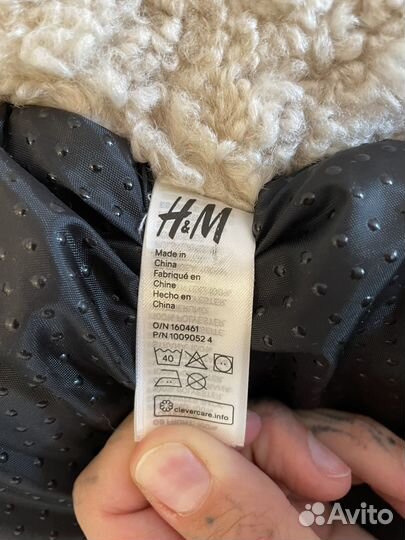 H&M
Made in
China
Fabriqué en
Chine
Hecho en
China
O/N 160461
P/N 1009052 4
40
clevercare.info
Avito